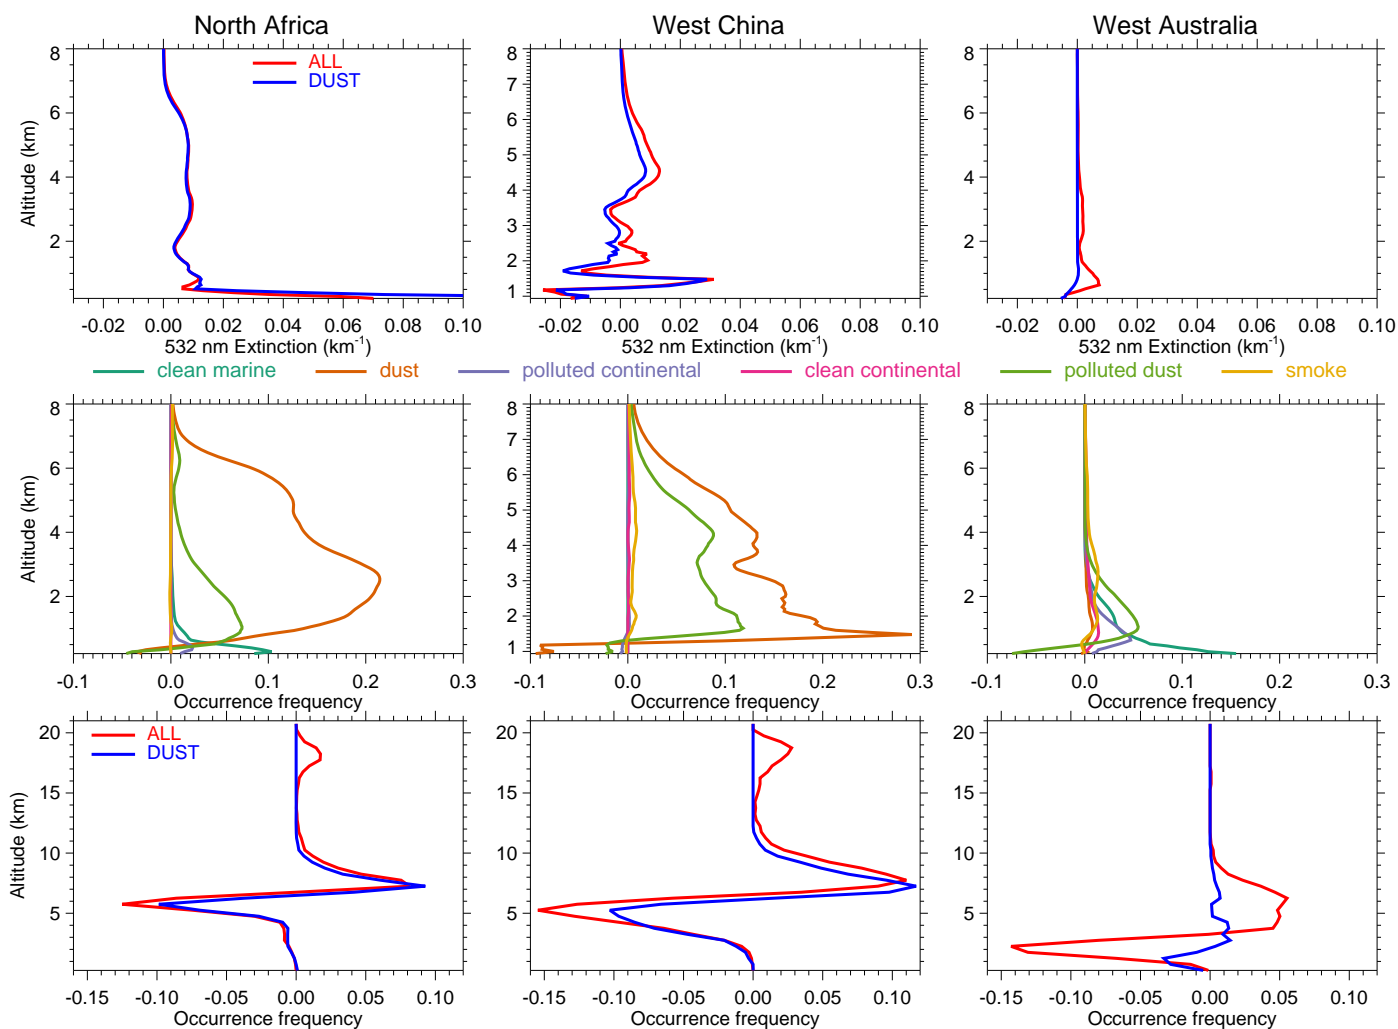 North Africa West China West Australia
8 8 8
ALL
DUST
7
6 6 6
5
4 4 4
3
2 2 2
1
Altitude (km)
-0.02 0.00 0.02 0.04 0.06 0.08 0.10 -0.02 0.00 0.02 0.04 0.06 0.08 0.10 -0.02 0.00 0.02 0.04 0.06 0.08 0.10
532 nm Extinction (km⁻¹) 532 nm Extinction (km⁻¹) 532 nm Extinction (km⁻¹)
clean marine dust polluted continental clean continental polluted dust smoke
8 8 8
7
6 6 6
5
4 4 4
3
2 2 2
1
Altitude (km)
-0.1 0.0 0.1 0.2 0.3 -0.1 0.0 0.1 0.2 0.3 -0.1 0.0 0.1 0.2 0.3
Occurrence frequency Occurrence frequency Occurrence frequency
20 20 20
ALL
DUST
15 15 15
10 10 10
5 5 5
Altitude (km)
-0.15 -0.10 -0.05 0.00 0.05 0.10 -0.15 -0.10 -0.05 0.00 0.05 0.10 -0.15 -0.10 -0.05 0.00 0.05 0.10
Occurrence frequency Occurrence frequency Occurrence frequency